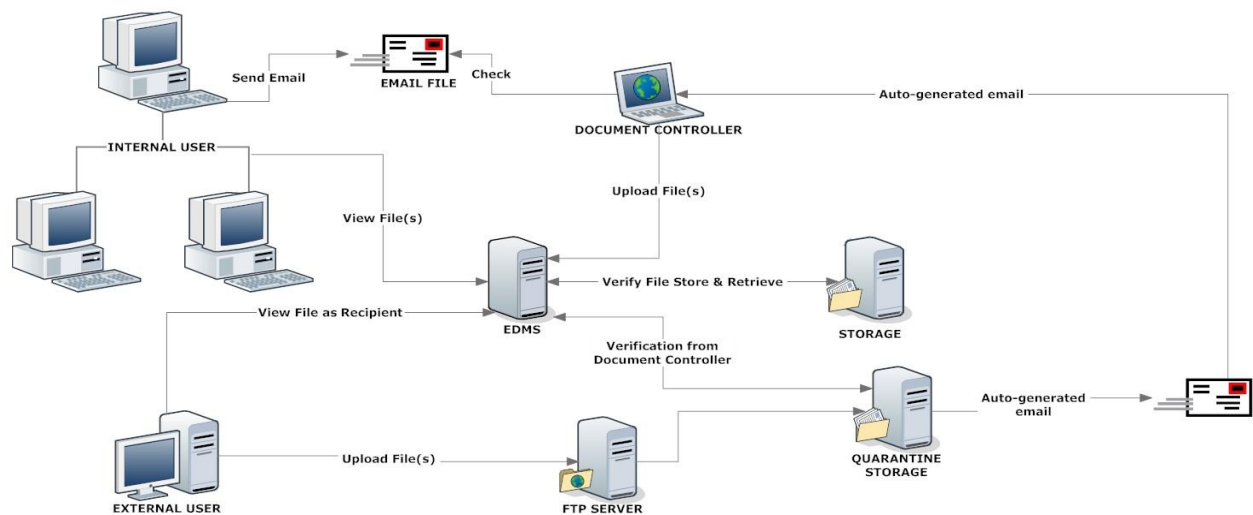 Send Email
EMAIL FILE
Check
Auto-generated email
DOCUMENT CONTROLLER
INTERNAL USER
Upload File(s)
View File(s)
Verify File Store & Retrieve
View File as Recipient
EDMS
STORAGE
Verification from
Document Controller
Auto-generated
email
Upload File(s)
QUARANTINE
STORAGE
EXTERNAL USER
FTP SERVER